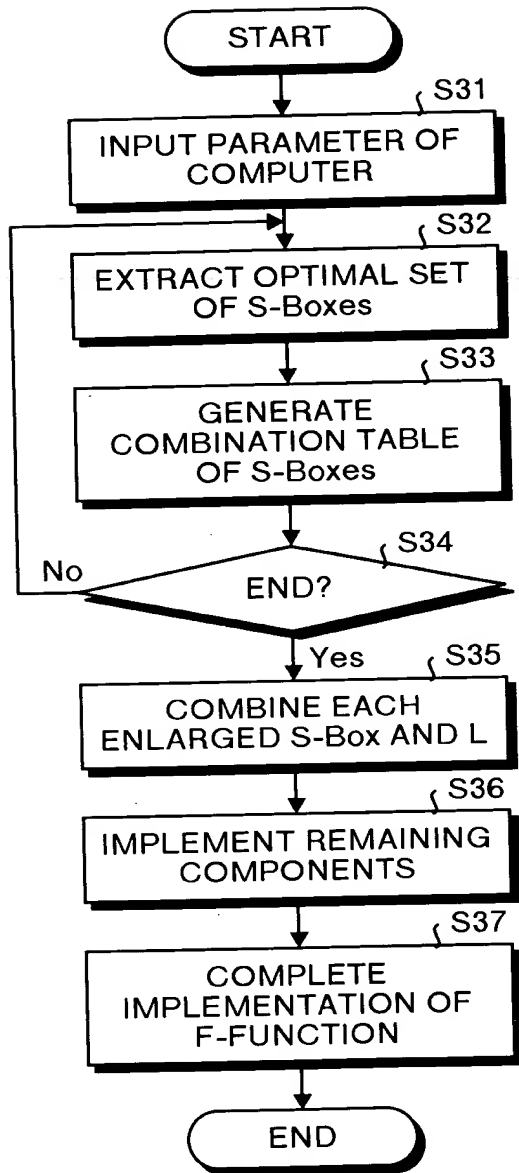 START
S31
INPUT PARAMETER OF
COMPUTER
S32
EXTRACT OPTIMAL SET
OF S-Boxes
S33
GENERATE
COMBINATION TABLE
OF S-Boxes
S34
END?
No
Yes
S35
COMBINE EACH
ENLARGED S-Box AND L
S36
IMPLEMENT REMAINING
COMPONENTS
S37
COMPLETE
IMPLEMENTATION OF
F-FUNCTION
END